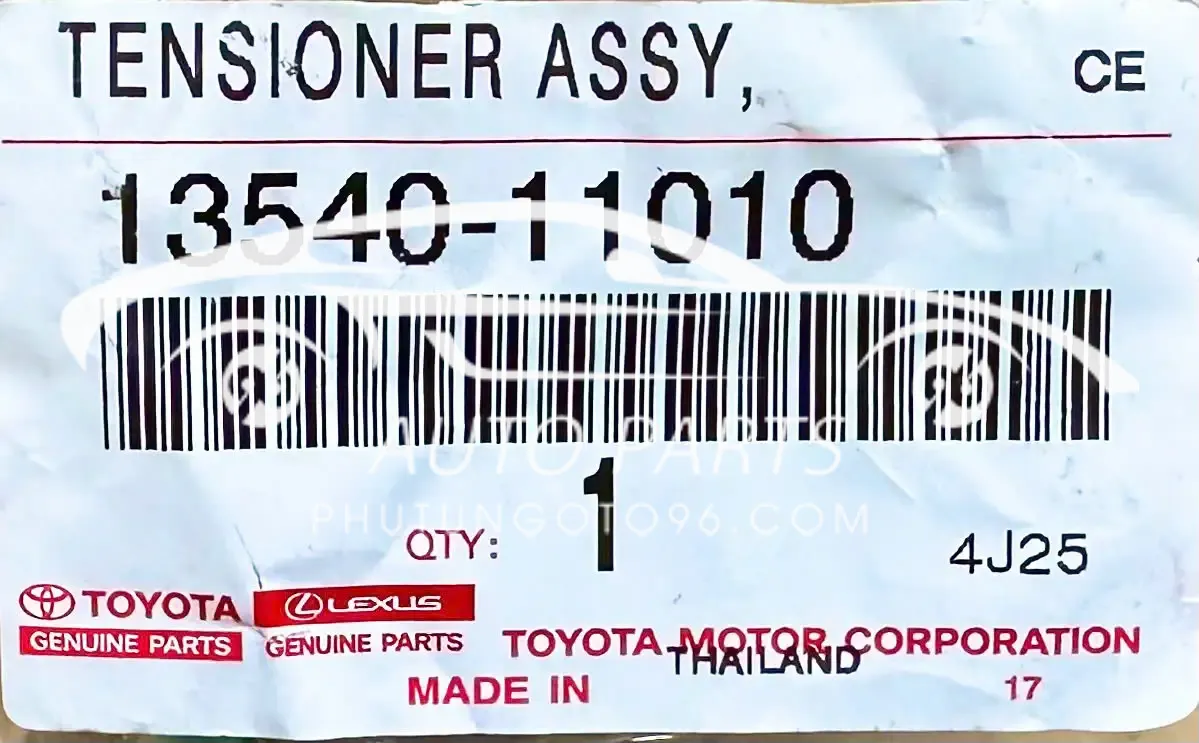 TENSIONER ASSY, CE
13540-11010
AUTO PARTS
1
PHUTUNGOTO96.COM
QTY: 4J25
TOYOTA LEXUS
GENUINE PARTS GENUINE PARTS TOYOTA MOTOR CORPORATION
THAILAND
MADE IN 17